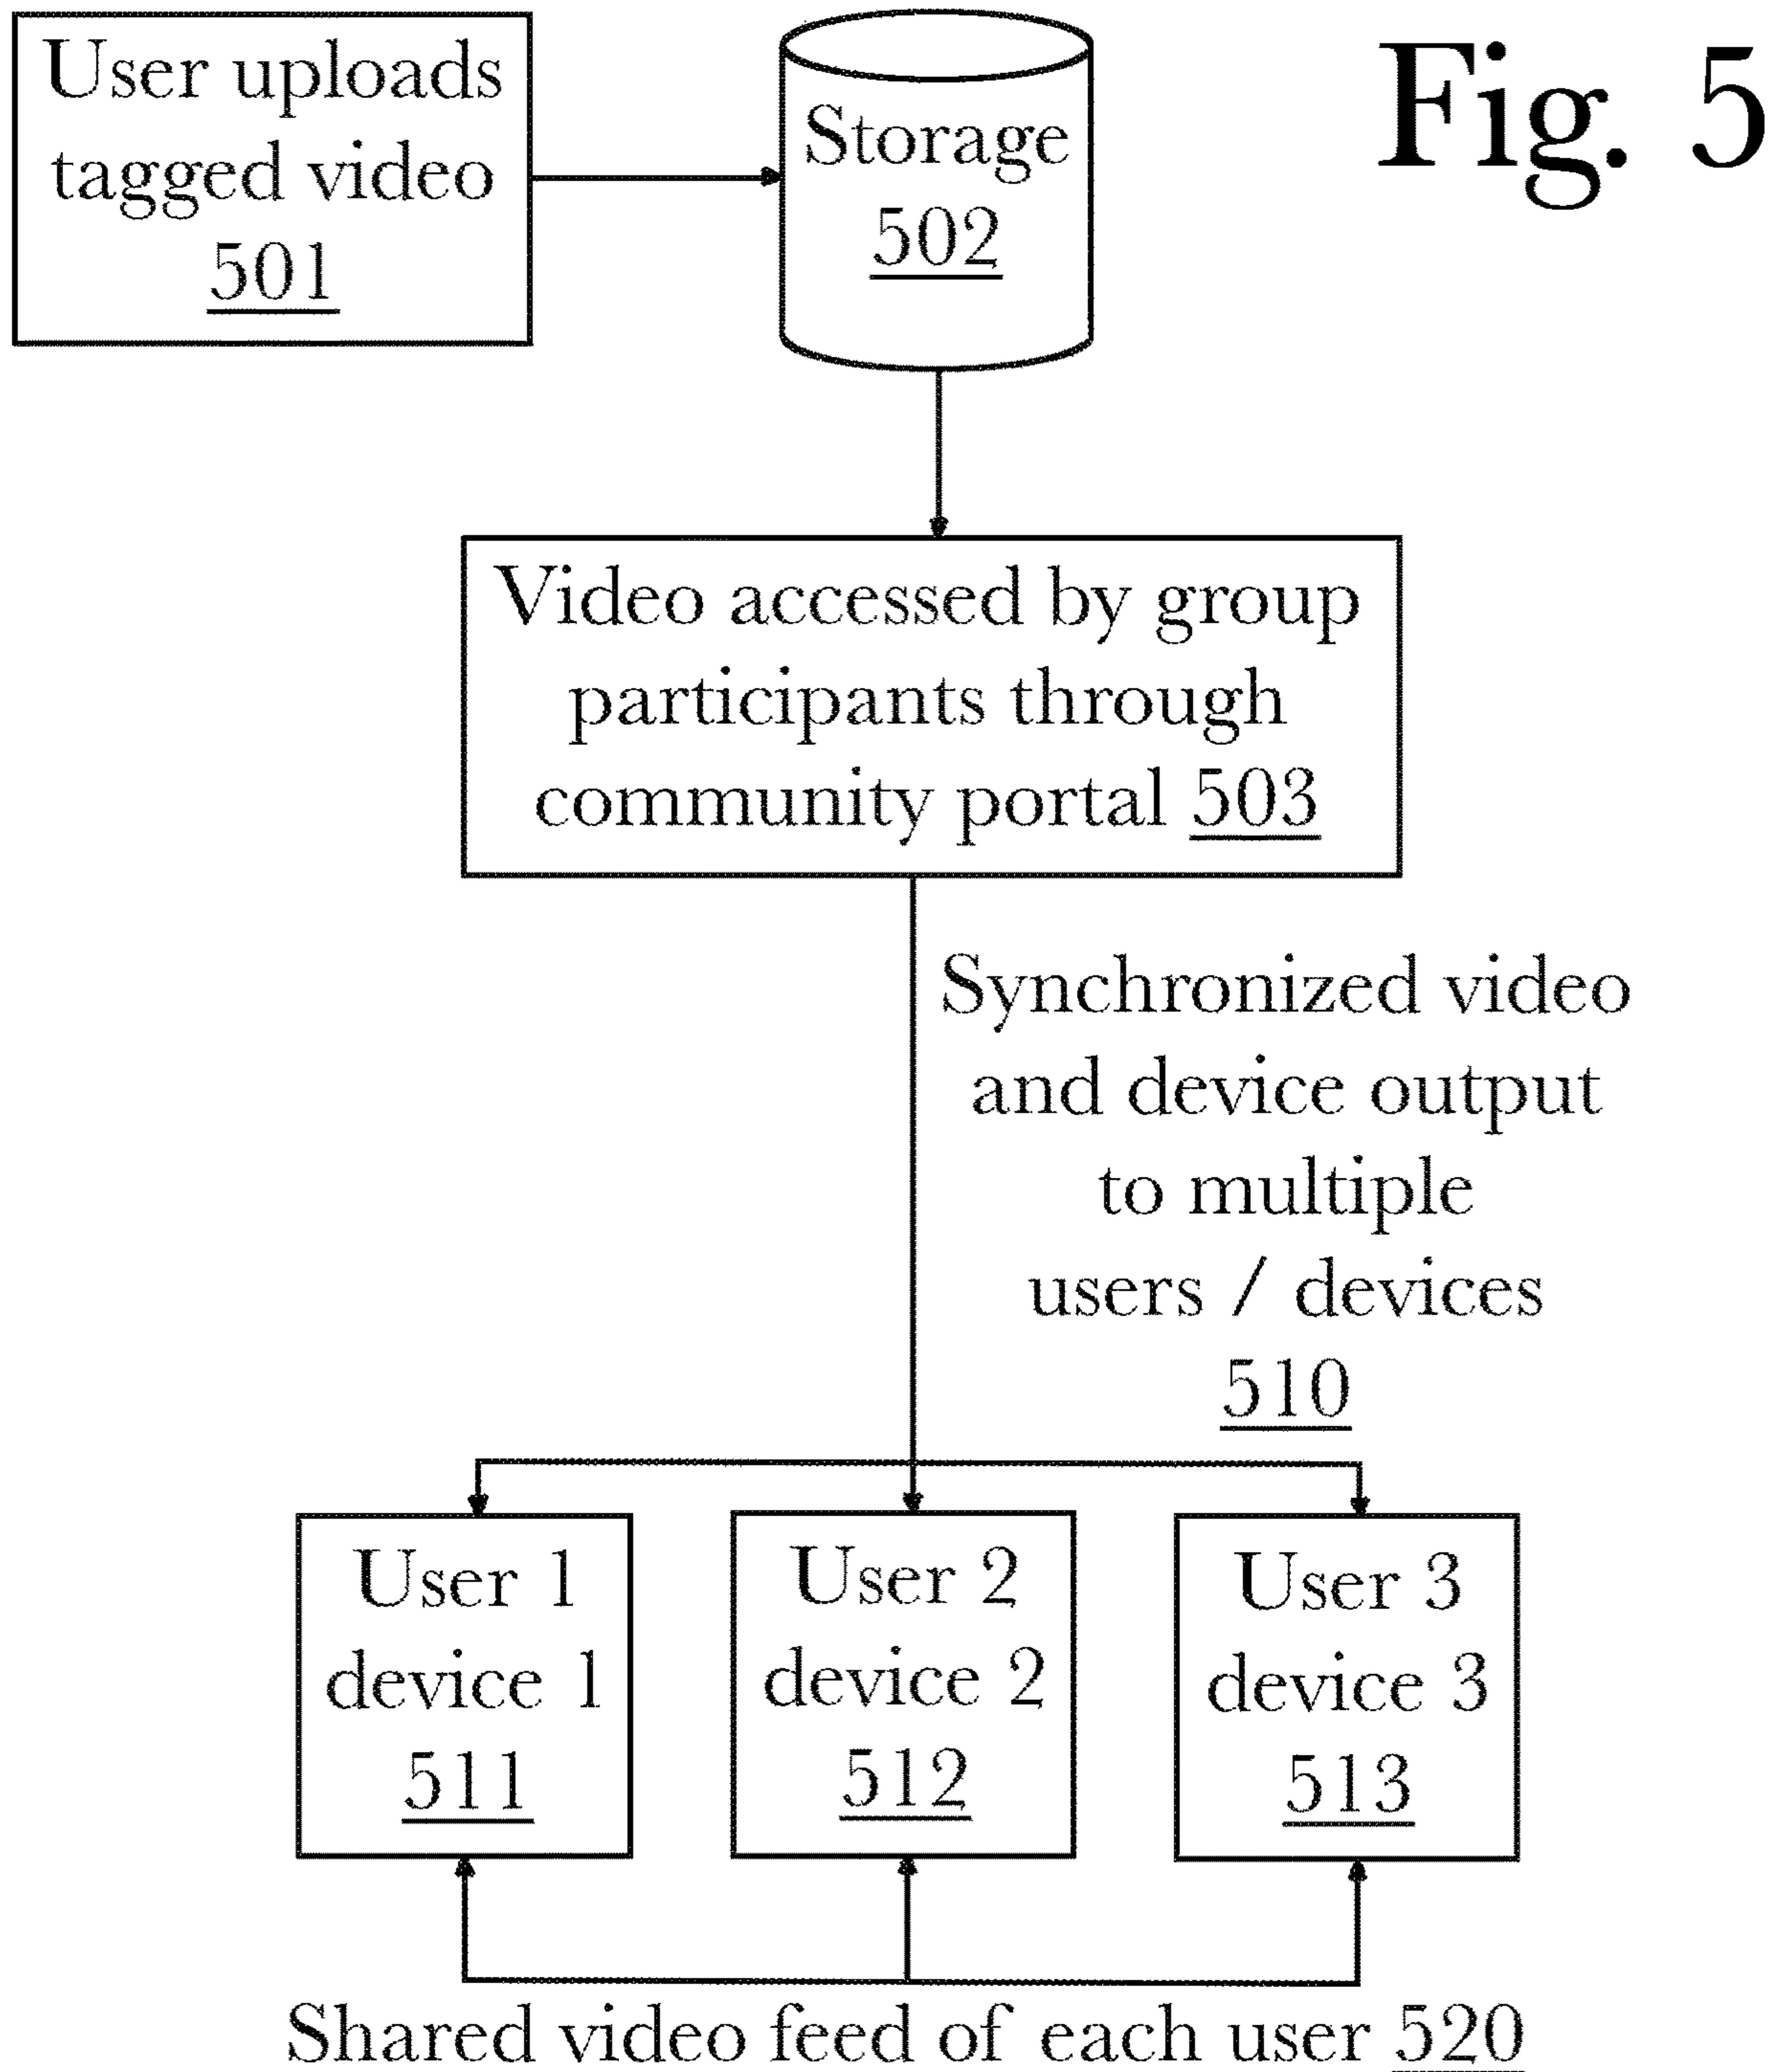 Fig. 5
User uploads
tagged video
501
Storage
502
Video accessed by group
participants through
community portal 503
Synchronized video
and device output
to multiple
users / devices
510
User 1
device 1
511
User 2
device 2
512
User 3
device 3
513
Shared video feed of each user 520